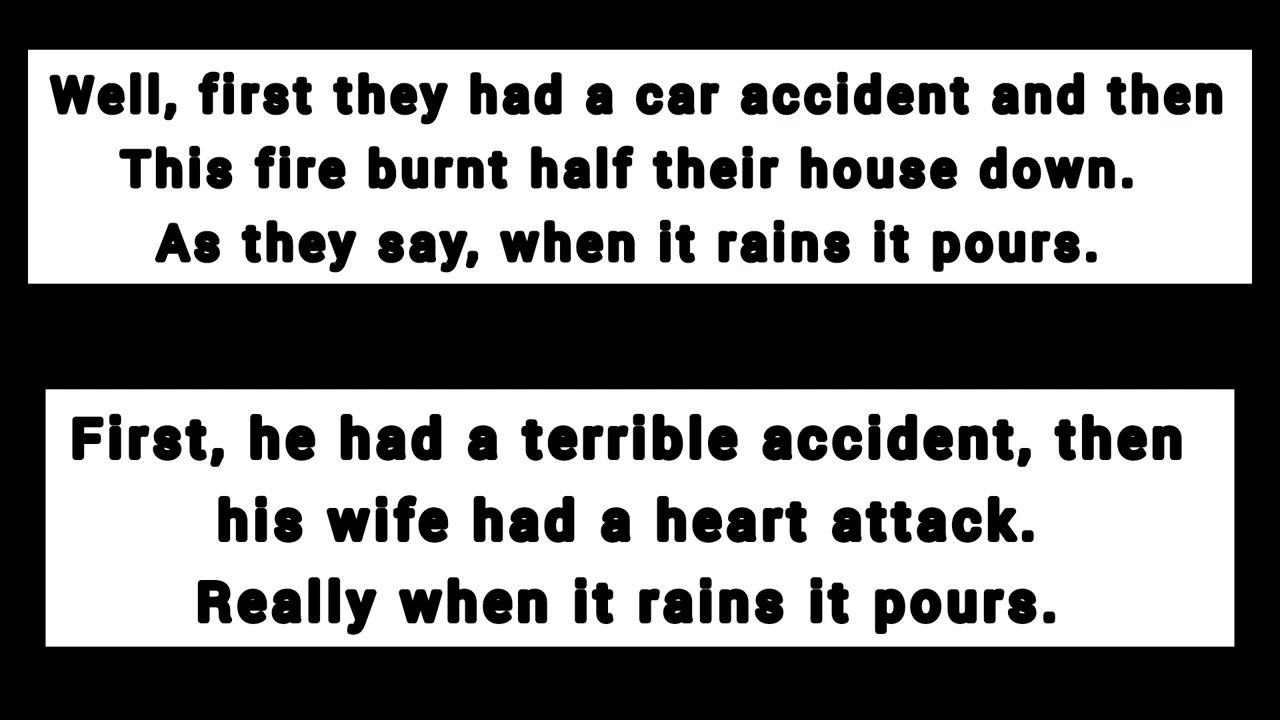 Well, first they had a car accident and then
This fire burnt half their house down.
As they say, when it rains it pours.
First, he had a terrible accident, then
his wife had a heart attack.
Really when it rains it pours.